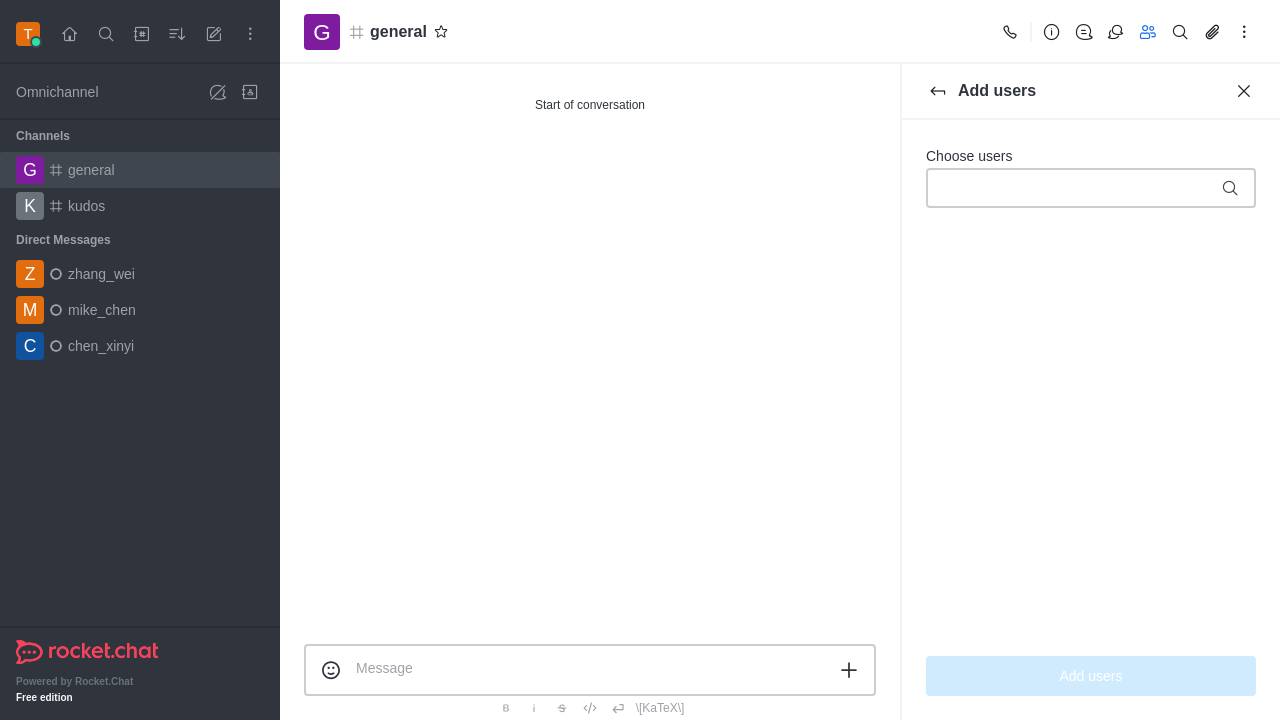 T
G general
Omnichannel
Add users
Channels
Start of conversation
G general
Choose users
K kudos
Direct Messages
Z zhang_wei
M mike_chen
C chen_xinyi
rocket.chat
Message
Add users
Powered by Rocket.Chat
Free edition
B i S </> \[KaTeX\]